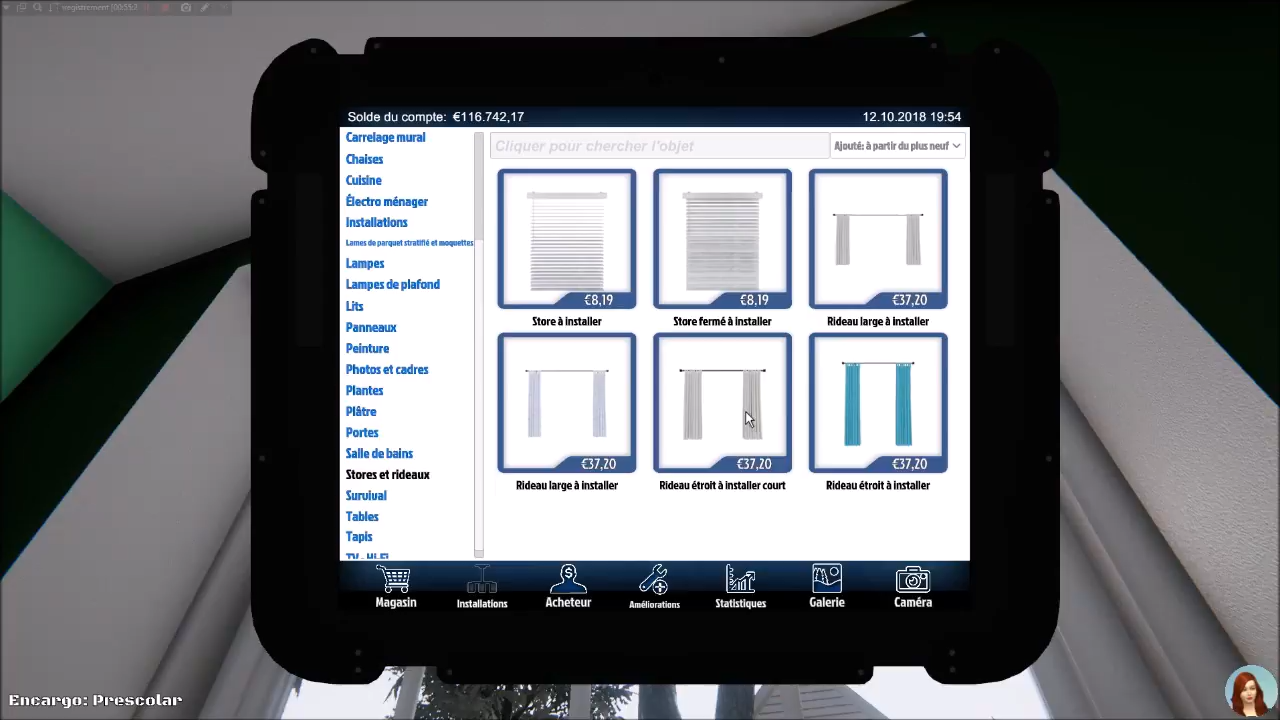 Solde du compte: €116.742,17
12.10.2018 19:54
Carrelage mural
Chaises
Cuisine
Électro ménager
Installations
Lames de parquet stratifié et moquettes
Lampes
Lampes de plafond
Lits
Panneaux
Peinture
Photos et cadres
Plantes
Plâtre
Portes
Salle de bains
Stores et rideaux
Survival
Tables
Tapis
TV - Hi-Fi
Cliquer pour chercher l'objet
Ajouté: à partir du plus neuf
€8,19
Store à installer
€8,19
Store fermé à installer
€37,20
Rideau large à installer
€37,20
Rideau large à installer
€37,20
Rideau étroit à installer court
€37,20
Rideau étroit à installer
Magasin
Installations
Acheteur
Améliorations
Statistiques
Galerie
Caméra
Encargo: Prescolar